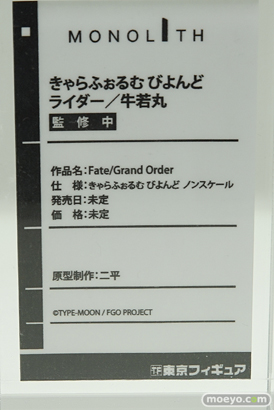 MONOLITH
きゃらふぉるむ びよんど
ライダー／牛若丸
監修中
作品名：Fate/Grand Order
仕　様：きゃらふぉるむ びよんど ノンスケール
発売日：未定
価　格：未定
原型制作：二平
©TYPE-MOON / FGO PROJECT
TF 東京フィギュア
moeyo.com